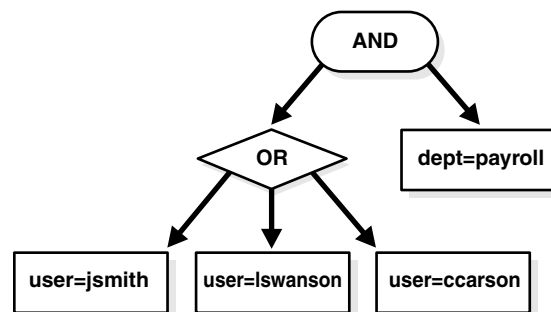 AND
OR
dept=payroll
user=jsmith
user=lswanson
user=ccarson